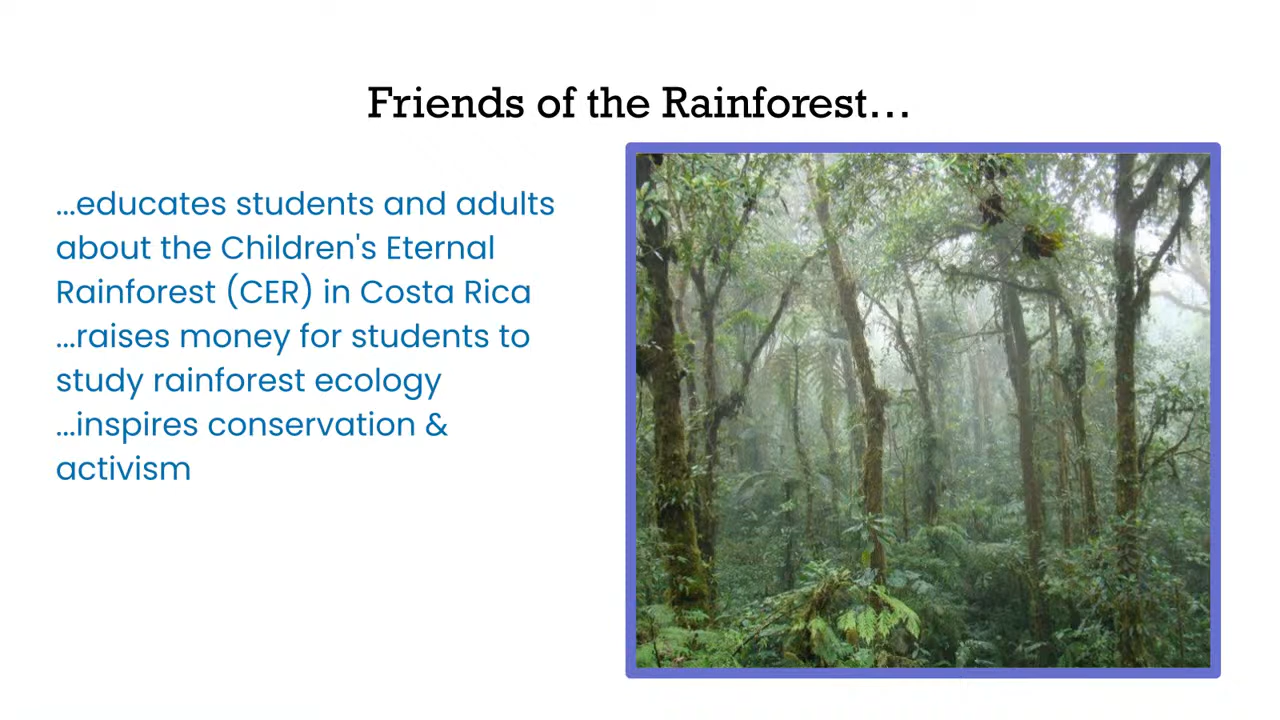 Friends of the Rainforest…
...educates students and adults
about the Children's Eternal
Rainforest (CER) in Costa Rica
...raises money for students to
study rainforest ecology
...inspires conservation &
activism